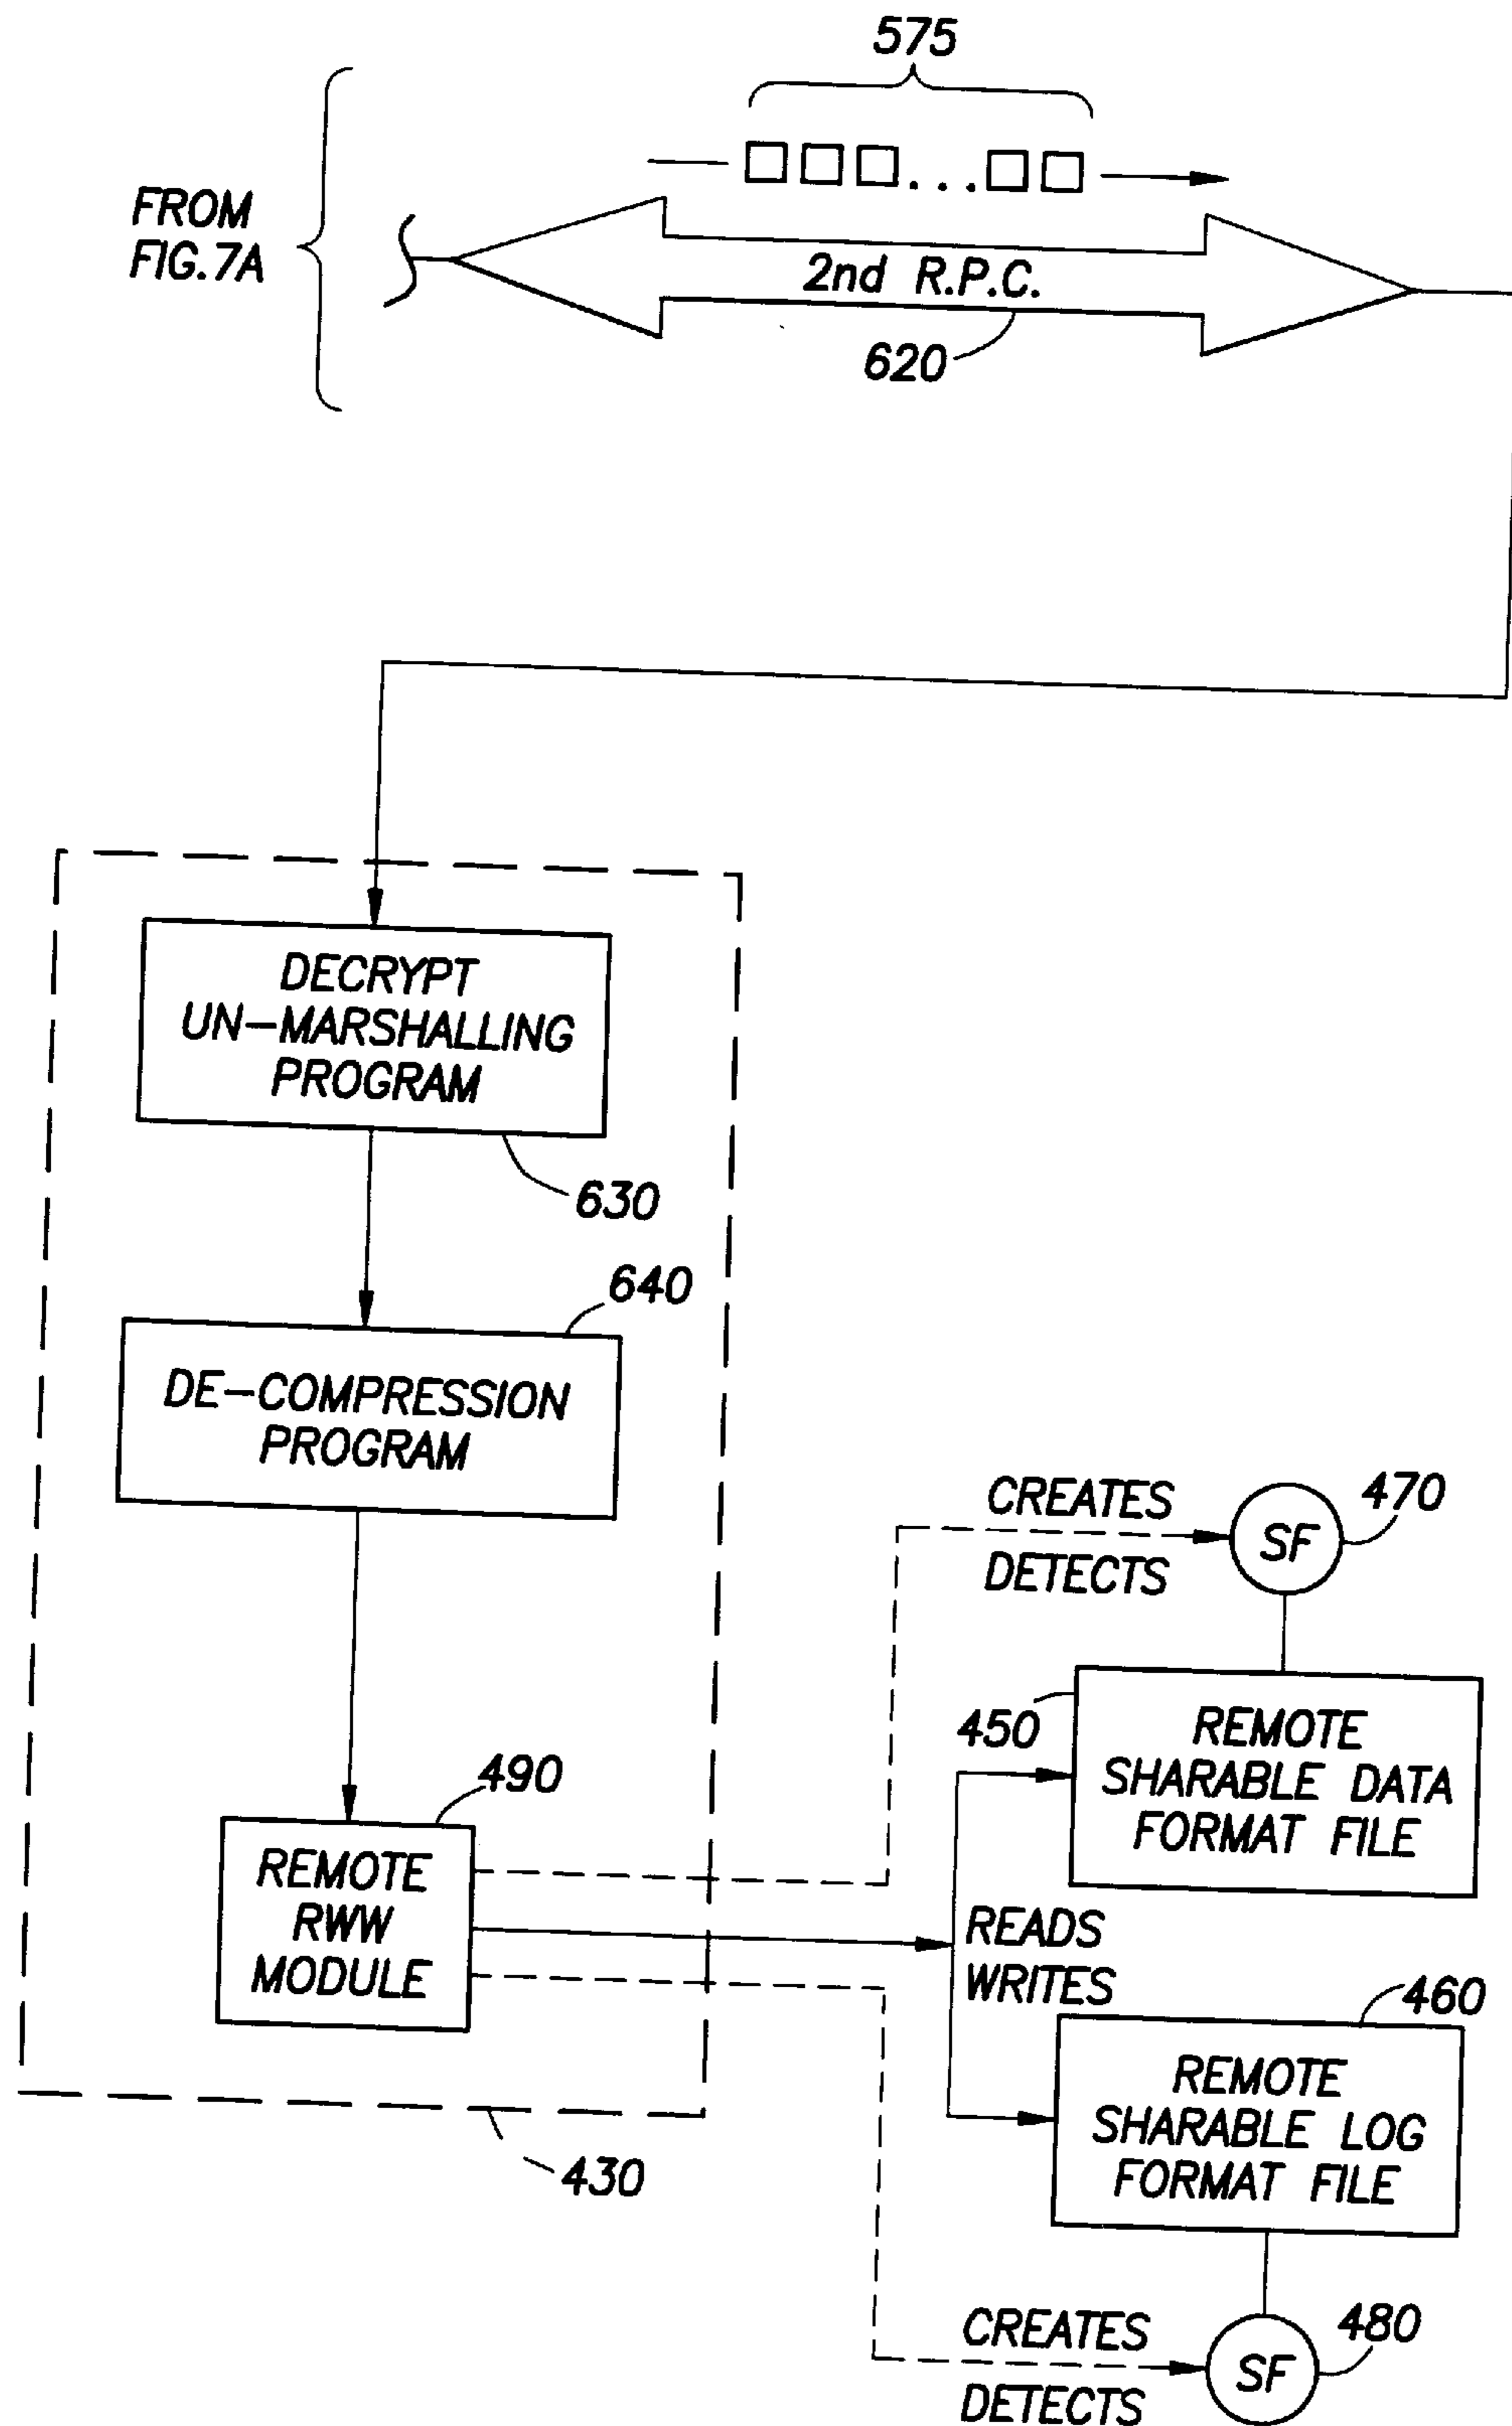 575
FROM
FIG.7A
...
2nd R.P.C.
620
DECRYPT
UN-MARSHALLING
PROGRAM
630
640
DE-COMPRESSION
PROGRAM
CREATES
DETECTS
SF
470
450
REMOTE
SHARABLE DATA
FORMAT FILE
490
REMOTE
RWW
MODULE
READS
WRITES
460
REMOTE
SHARABLE LOG
FORMAT FILE
430
CREATES
DETECTS
SF
480